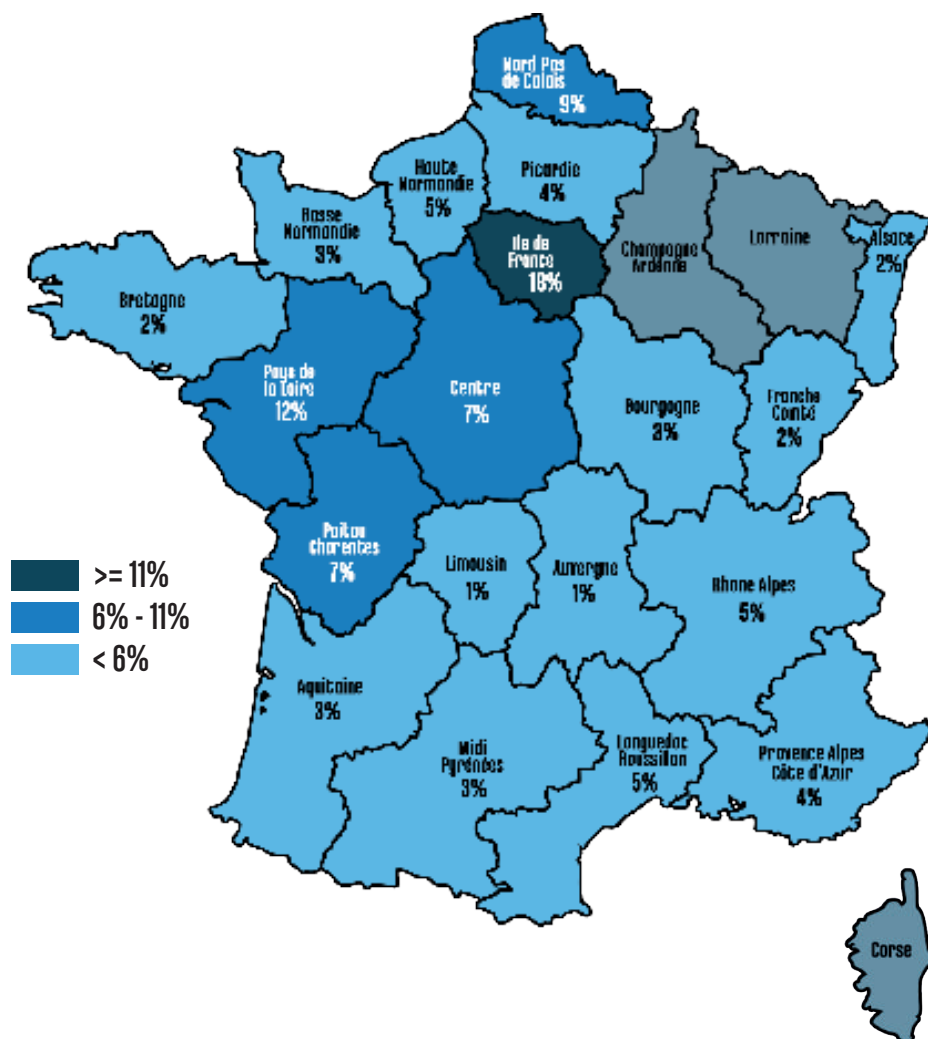 Nord Pas
de Calais
9%
Haute
Normandie
5%
Picardie
4%
Basse
Normandie
3%
Ile de
France
18%
Champagne
Ardenne
Lorraine
Alsace
2%
Bretagne
2%
Pays de
la Loire
12%
Centre
7%
Bourgogne
3%
Franche
Comté
2%
Poitou
Charentes
7%
Limousin
1%
Auvergne
1%
Rhone Alpes
5%
>= 11%
6% - 11%
< 6%
Aquitaine
3%
Midi
Pyrénées
3%
Languedoc
Roussillon
5%
Provence Alpes
Côte d'Azur
4%
Corse